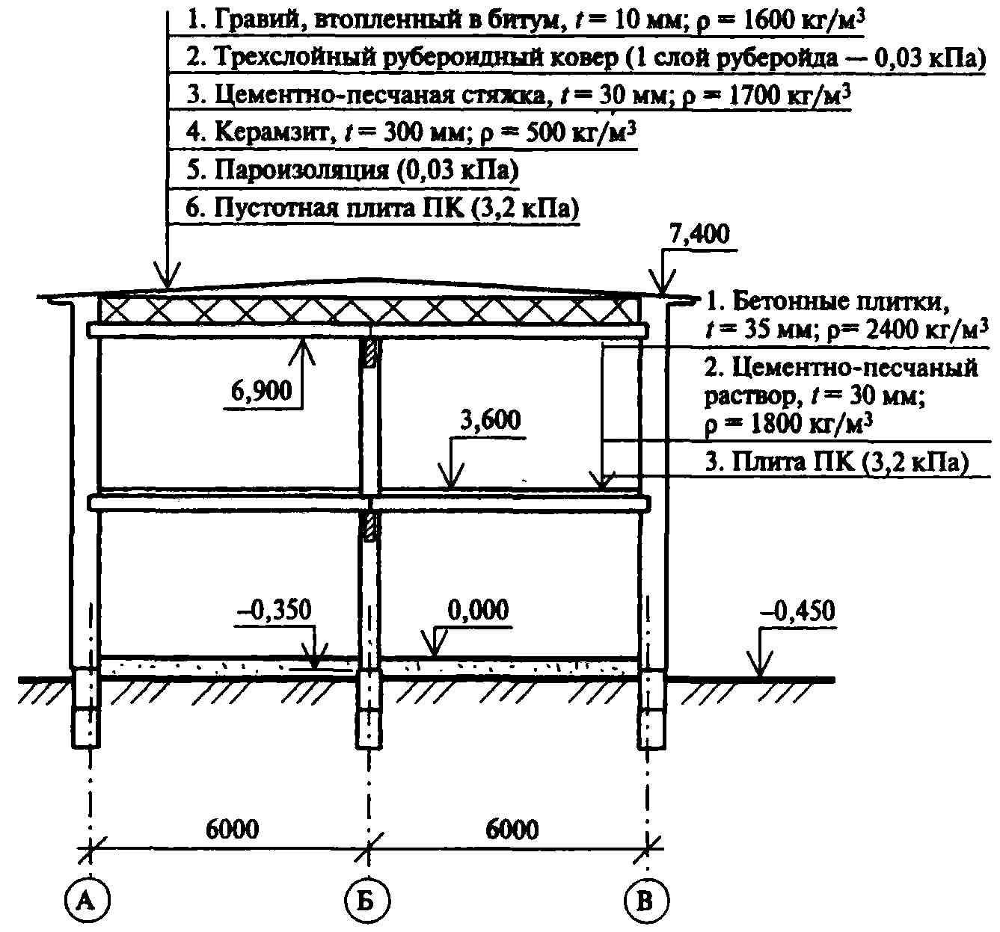 1. Гравий, втопленный в битум, t = 10 мм; ρ = 1600 кг/м³
2. Трехслойный рубероидный ковер (1 слой руберойда — 0,03 кПа)
3. Цементно-песчаная стяжка, t = 30 мм; ρ = 1700 кг/м³
4. Керамзит, t = 300 мм; ρ = 500 кг/м³
5. Пароизоляция (0,03 кПа)
6. Пустотная плита ПК (3,2 кПа)
7,400
1. Бетонные плитки,
t = 35 мм; ρ= 2400 кг/м³
2. Цементно-песчаный
раствор, t = 30 мм;
ρ = 1800 кг/м³
3. Плита ПК (3,2 кПа)
6,900
3,600
–0,350
0,000
–0,450
6000
6000
А
Б
В